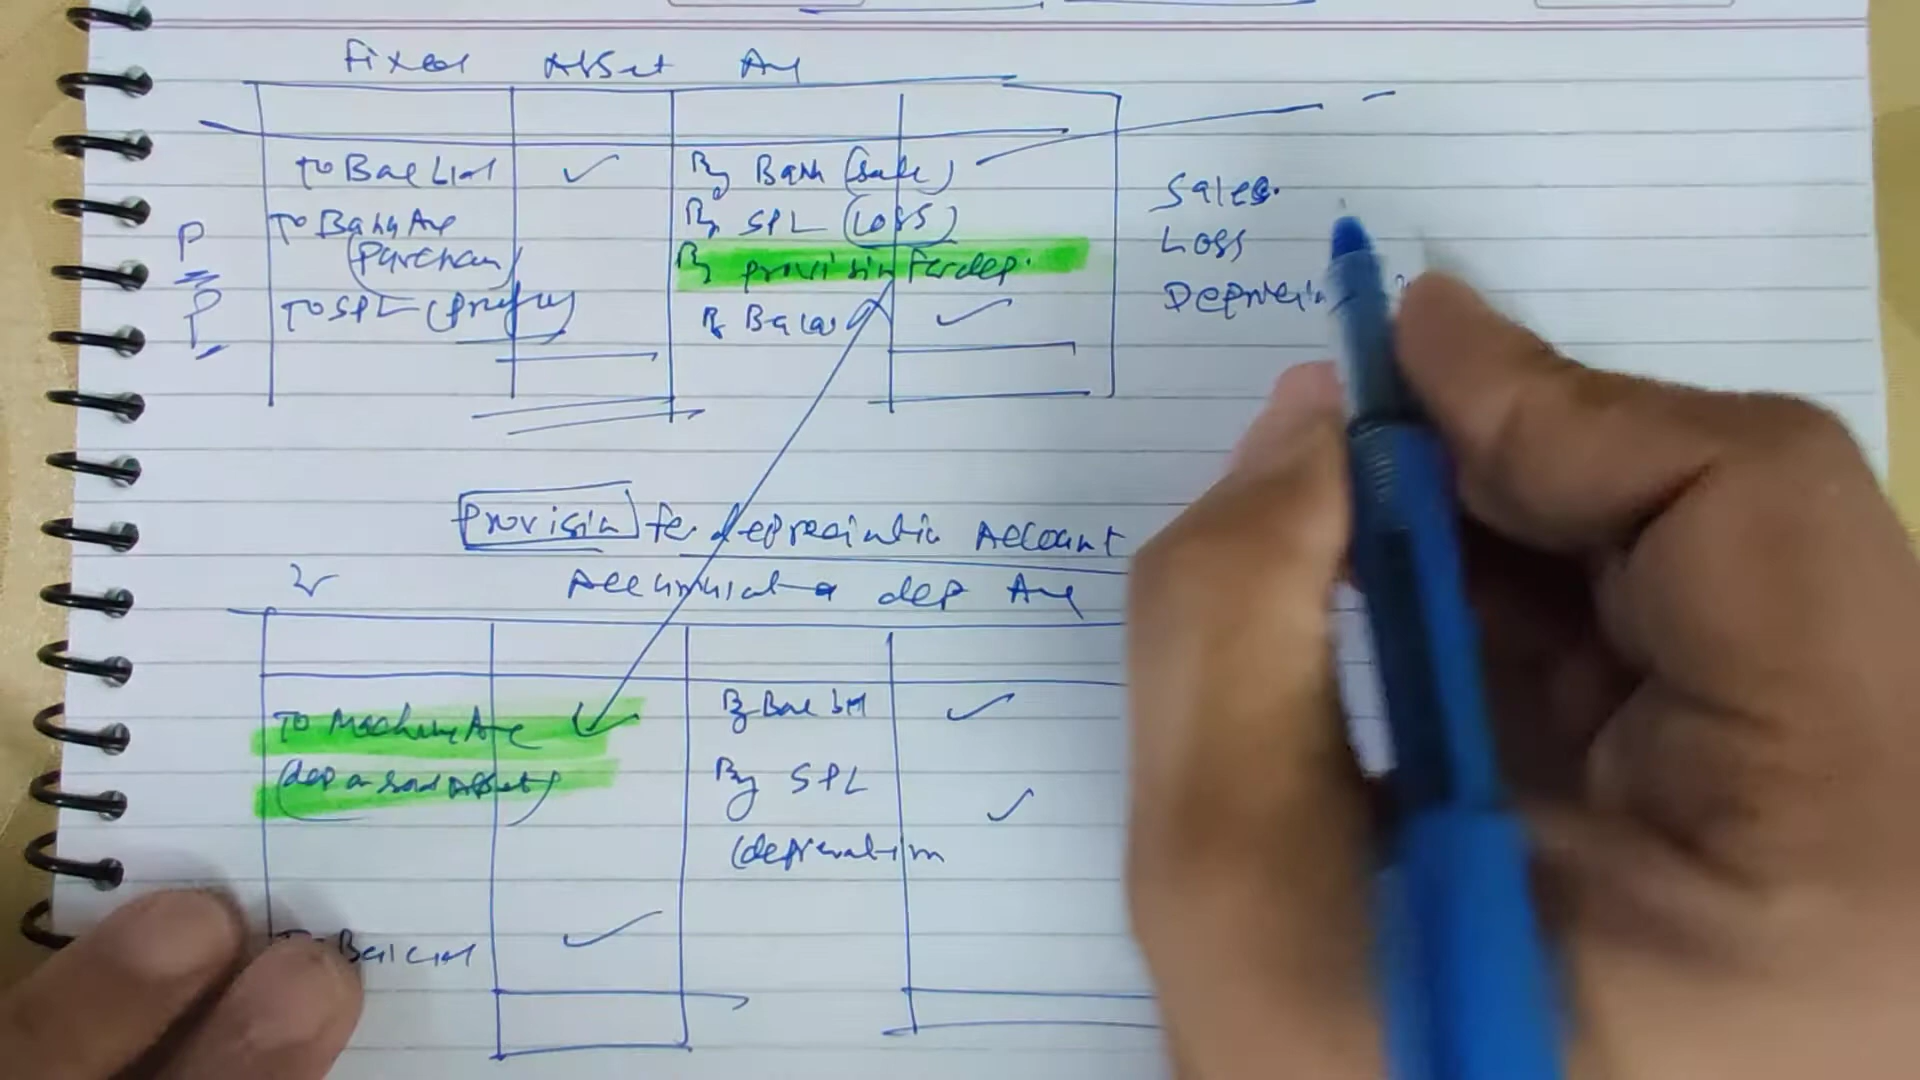 Fixed Asset A/c
To Bal b/d
By Bank (Sale)
To Bank A/c
(Purchase)
By SPL (Loss)
By provision for dep.
To SPL (profit)
By Bal c/d
P
P
Sales.
Loss
Provision for depreciation Account
Accumulated dep A/c
To Machinery A/c
(dep on sold Asset)
By Bal b/d
By SPL
(depreciation
Bal c/d